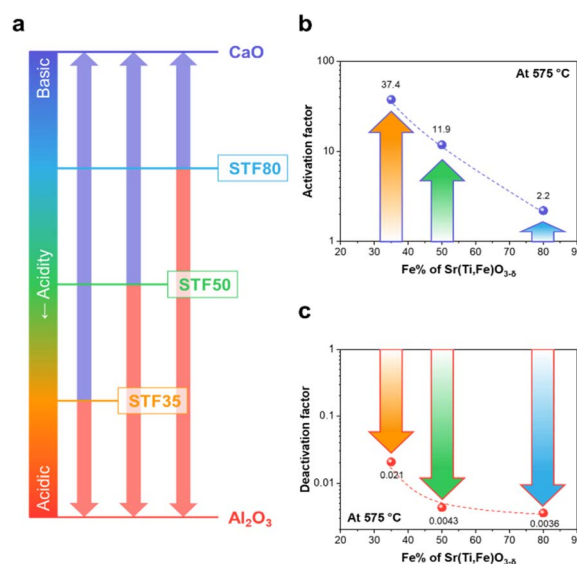 a
Basic
← Acidity
Acidic
CaO
STF80
STF50
STF35
Al₂O₃
b
At 575 °C
Activation factor
100
10
1
37.4
11.9
2.2
20 30 40 50 60 70 80 90
Fe% of Sr(Ti,Fe)O₃₋δ
c
Deactivation factor
1
0.1
0.01
0.021
0.0043
0.0036
At 575 °C
20 30 40 50 60 70 80 90
Fe% of Sr(Ti,Fe)O₃₋δ